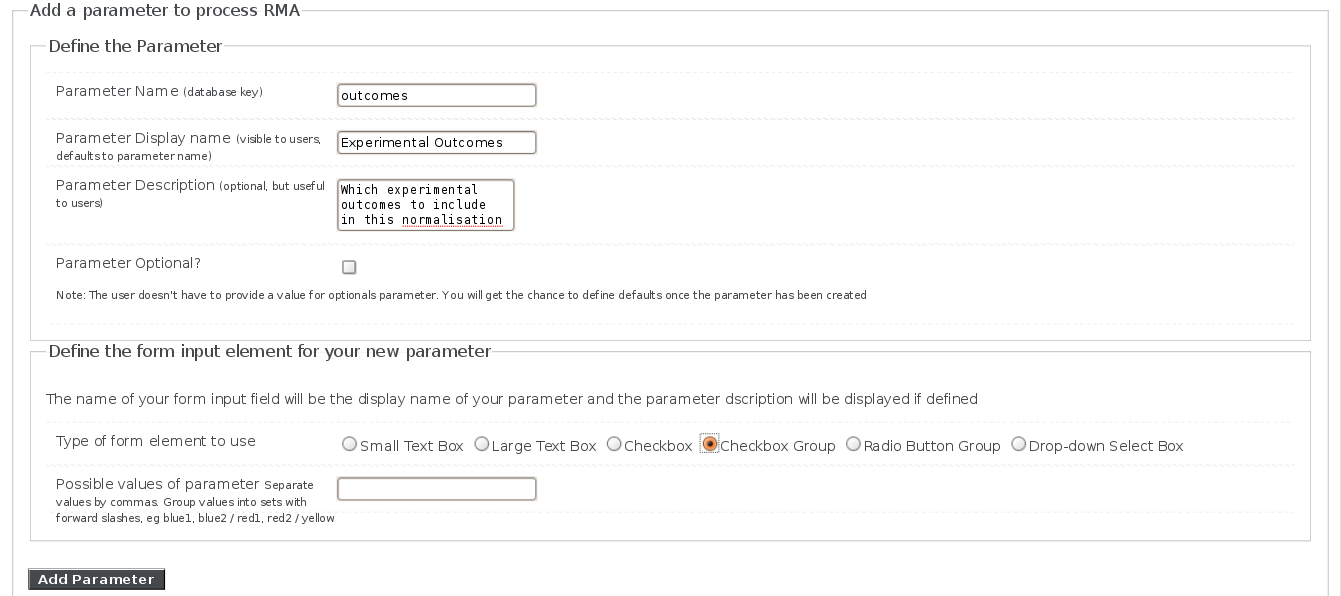 Add a parameter to process RMA
Define the Parameter
Parameter Name (database key)
outcomes
Parameter Display name (visible to users,
defaults to parameter name)
Experimental Outcomes
Parameter Description (optional, but useful
to users)
Which experimental
outcomes to include
in this normalisation
Parameter Optional?
Note: The user doesn't have to provide a value for optionals parameter. You will get the chance to define defaults once the parameter has been created
Define the form input element for your new parameter
The name of your form input field will be the display name of your parameter and the parameter dscription will be displayed if defined
Type of form element to use
Small Text Box Large Text Box Checkbox Checkbox Group Radio Button Group Drop-down Select Box
Possible values of parameter Separate
values by commas. Group values into sets with
forward slashes, eg blue1, blue2 / red1, red2 / yellow
Add Parameter